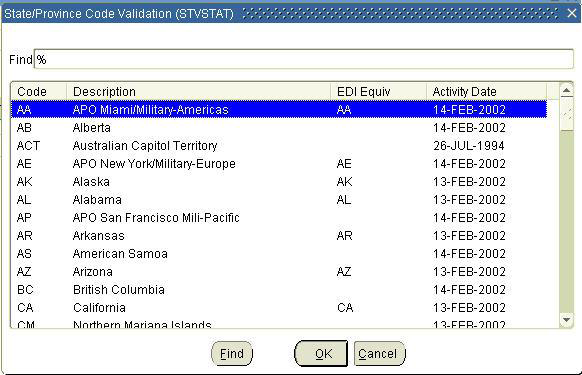 State/Province Code Validation (STVSTAT)
Find %
Code Description EDI Equiv Activity Date
AA APO Miami/Military-Americas AA 14-FEB-2002
AB Alberta 14-FEB-2002
ACT Australian Capitol Territory 26-JUL-1994
AE APO New York/Military-Europe AE 14-FEB-2002
AK Alaska AK 13-FEB-2002
AL Alabama AL 13-FEB-2002
AP APO San Francisco Mili-Pacific 14-FEB-2002
AR Arkansas AR 13-FEB-2002
AS American Samoa 14-FEB-2002
AZ Arizona AZ 13-FEB-2002
BC British Columbia 14-FEB-2002
CA California CA 13-FEB-2002
CM Northern Mariana Islands 13-FEB-2002
Find OK Cancel